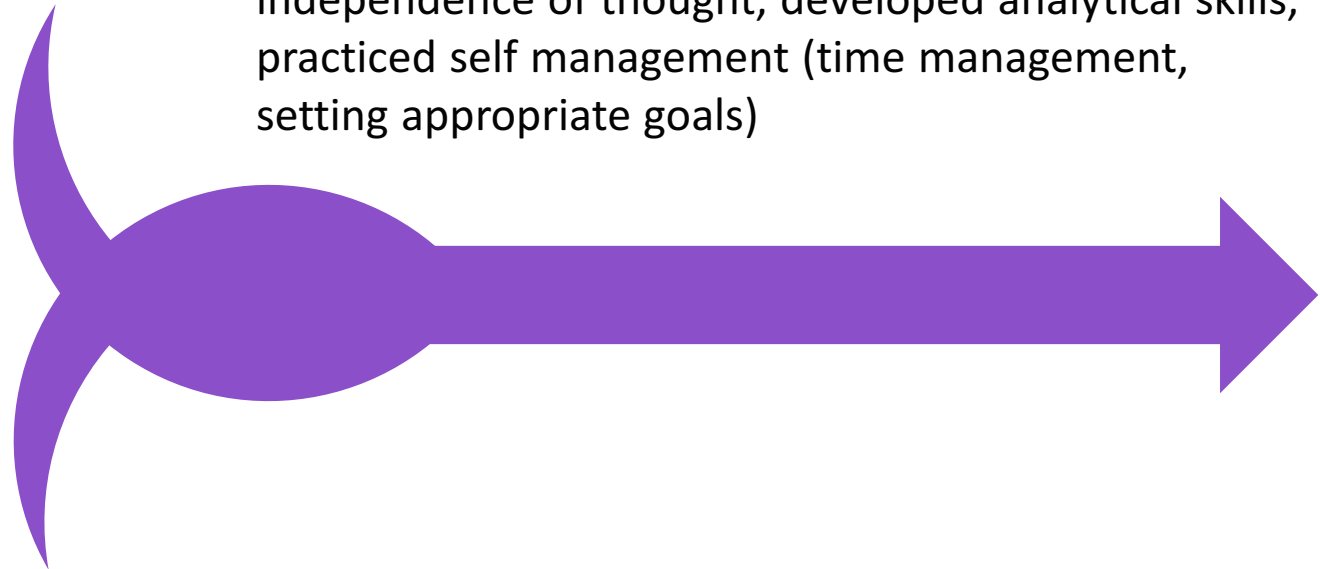 independence of thought, developed analytical skills,
practiced self management (time management,
setting appropriate goals)